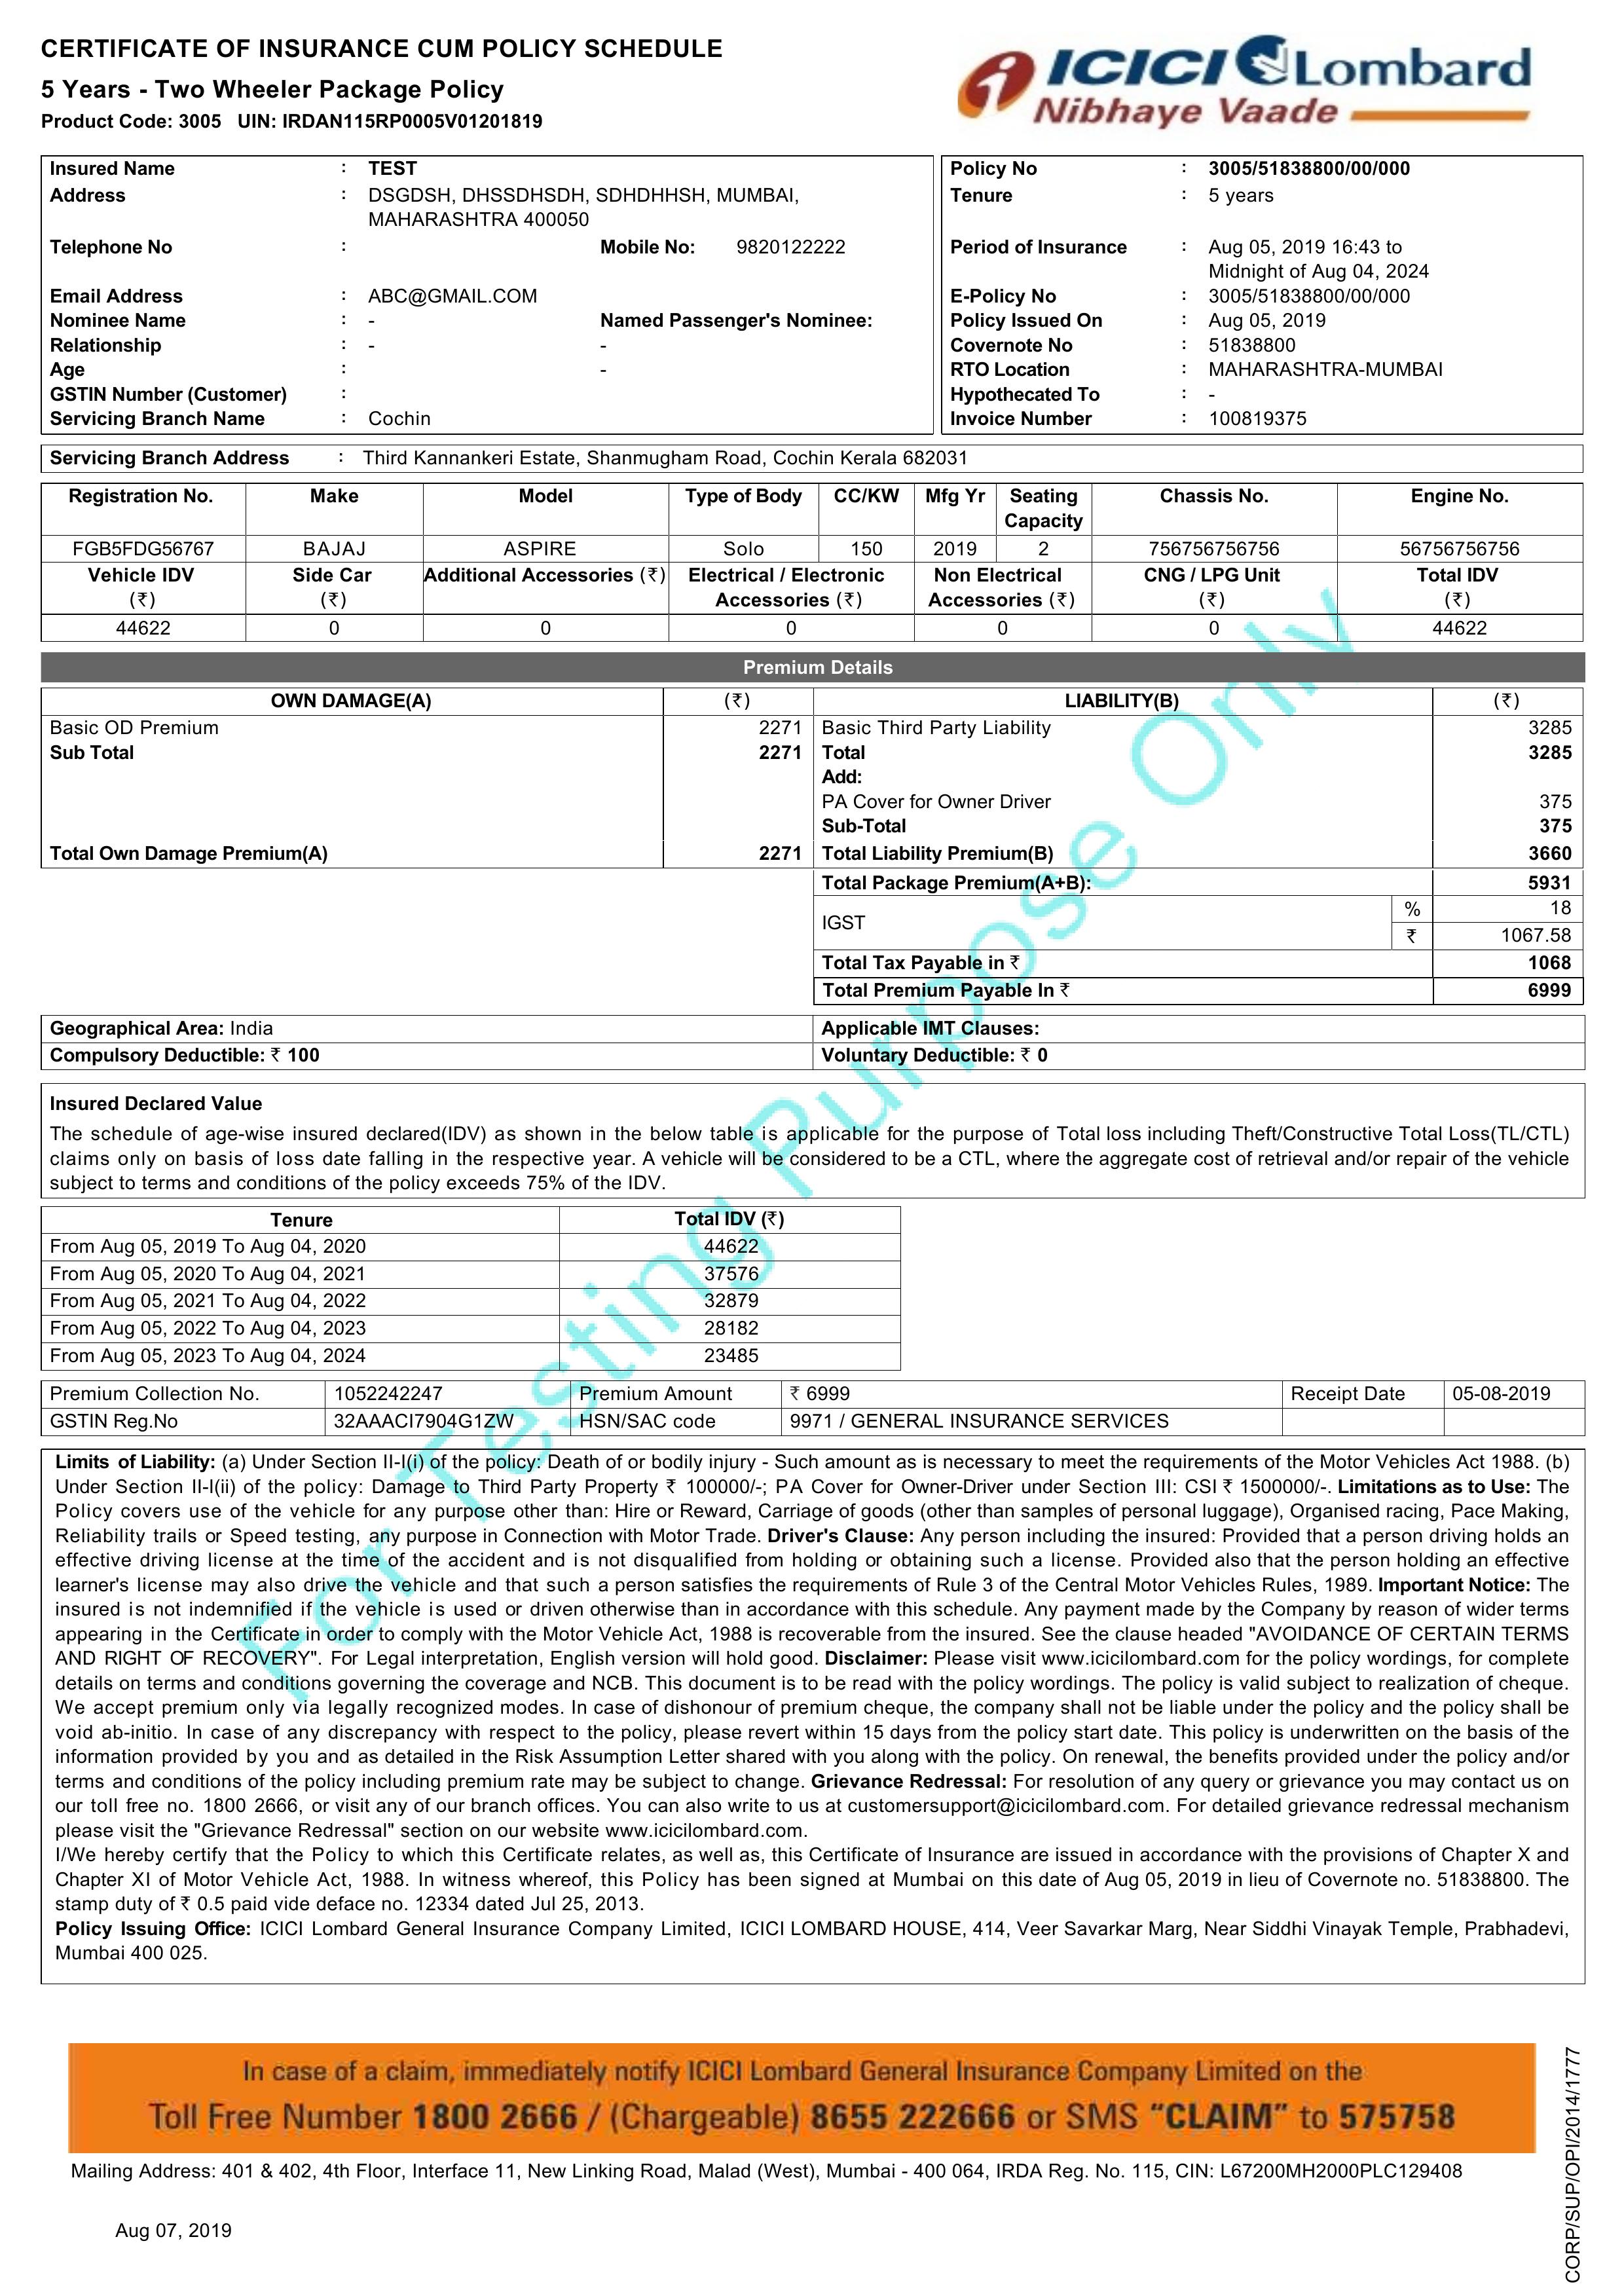 CERTIFICATE OF INSURANCE CUM POLICY SCHEDULE
5 Years - Two Wheeler Package Policy
Product Code: 3005 UIN: IRDAN115RP0005V01201819
ICICI Lombard
Nibhaye Vaade
Insured Name : TEST
Address : DSGDSH, DHSSDHSDH, SDHDHHSH, MUMBAI,
MAHARASHTRA 400050
Telephone No : Mobile No: 9820122222
Email Address : ABC@GMAIL.COM
Nominee Name : - Named Passenger's Nominee:
Relationship : - -
Age : -
GSTIN Number (Customer) :
Servicing Branch Name : Cochin
Policy No : 3005/51838800/00/000
Tenure : 5 years
Period of Insurance : Aug 05, 2019 16:43 to
Midnight of Aug 04, 2024
E-Policy No : 3005/51838800/00/000
Policy Issued On : Aug 05, 2019
Covernote No : 51838800
RTO Location : MAHARASHTRA-MUMBAI
Hypothecated To : -
Invoice Number : 100819375
Servicing Branch Address : Third Kannankeri Estate, Shanmugham Road, Cochin Kerala 682031
Registration No. Make Model Type of Body CC/KW Mfg Yr Seating Capacity Chassis No. Engine No.
FGB5FDG56767 BAJAJ ASPIRE Solo 150 2019 2 756756756756 56756756756
Vehicle IDV (₹) Side Car (₹) Additional Accessories (₹) Electrical / Electronic Accessories (₹) Non Electrical Accessories (₹) CNG / LPG Unit (₹) Total IDV (₹)
44622 0 0 0 0 0 44622
Premium Details
OWN DAMAGE(A) (₹) LIABILITY(B) (₹)
Basic OD Premium 2271 Basic Third Party Liability 3285
Sub Total 2271 Total 3285
Add:
PA Cover for Owner Driver 375
Sub-Total 375
Total Own Damage Premium(A) 2271 Total Liability Premium(B) 3660
Total Package Premium(A+B): 5931
IGST % 18
₹ 1067.58
Total Tax Payable in ₹ 1068
Total Premium Payable In ₹ 6999
Geographical Area: India Applicable IMT Clauses:
Compulsory Deductible: ₹ 100 Voluntary Deductible: ₹ 0
Insured Declared Value
The schedule of age-wise insured declared(IDV) as shown in the below table is applicable for the purpose of Total loss including Theft/Constructive Total Loss(TL/CTL)
claims only on basis of loss date falling in the respective year. A vehicle will be considered to be a CTL, where the aggregate cost of retrieval and/or repair of the vehicle
subject to terms and conditions of the policy exceeds 75% of the IDV.
Tenure Total IDV (₹)
From Aug 05, 2019 To Aug 04, 2020 44622
From Aug 05, 2020 To Aug 04, 2021 37576
From Aug 05, 2021 To Aug 04, 2022 32879
From Aug 05, 2022 To Aug 04, 2023 28182
From Aug 05, 2023 To Aug 04, 2024 23485
Premium Collection No. 1052242247 Premium Amount ₹ 6999 Receipt Date 05-08-2019
GSTIN Reg.No 32AAACI7904G1ZW HSN/SAC code 9971 / GENERAL INSURANCE SERVICES
Limits of Liability: (a) Under Section II-I(i) of the policy: Death of or bodily injury - Such amount as is necessary to meet the requirements of the Motor Vehicles Act 1988. (b)
Under Section II-I(ii) of the policy: Damage to Third Party Property ₹ 100000/-; PA Cover for Owner-Driver under Section III: CSI ₹ 1500000/-. Limitations as to Use: The
Policy covers use of the vehicle for any purpose other than: Hire or Reward, Carriage of goods (other than samples of personal luggage), Organised racing, Pace Making,
Reliability trails or Speed testing, any purpose in Connection with Motor Trade. Driver's Clause: Any person including the insured: Provided that a person driving holds an
effective driving license at the time of the accident and is not disqualified from holding or obtaining such a license. Provided also that the person holding an effective
learner's license may also drive the vehicle and that such a person satisfies the requirements of Rule 3 of the Central Motor Vehicles Rules, 1989. Important Notice: The
insured is not indemnified if the vehicle is used or driven otherwise than in accordance with this schedule. Any payment made by the Company by reason of wider terms
appearing in the Certificate in order to comply with the Motor Vehicle Act, 1988 is recoverable from the insured. See the clause headed "AVOIDANCE OF CERTAIN TERMS
AND RIGHT OF RECOVERY". For Legal interpretation, English version will hold good. Disclaimer: Please visit www.icicilombard.com for the policy wordings, for complete
details on terms and conditions governing the coverage and NCB. This document is to be read with the policy wordings. The policy is valid subject to realization of cheque.
We accept premium only via legally recognized modes. In case of dishonour of premium cheque, the company shall not be liable under the policy and the policy shall be
void ab-initio. In case of any discrepancy with respect to the policy, please revert within 15 days from the policy start date. This policy is underwritten on the basis of the
information provided by you and as detailed in the Risk Assumption Letter shared with you along with the policy. On renewal, the benefits provided under the policy and/or
terms and conditions of the policy including premium rate may be subject to change. Grievance Redressal: For resolution of any query or grievance you may contact us on
our toll free no. 1800 2666, or visit any of our branch offices. You can also write to us at customersupport@icicilombard.com. For detailed grievance redressal mechanism
please visit the "Grievance Redressal" section on our website www.icicilombard.com.
I/We hereby certify that the Policy to which this Certificate relates, as well as, this Certificate of Insurance are issued in accordance with the provisions of Chapter X and
Chapter XI of Motor Vehicle Act, 1988. In witness whereof, this Policy has been signed at Mumbai on this date of Aug 05, 2019 in lieu of Covernote no. 51838800. The
stamp duty of ₹ 0.5 paid vide deface no. 12334 dated Jul 25, 2013.
Policy Issuing Office: ICICI Lombard General Insurance Company Limited, ICICI LOMBARD HOUSE, 414, Veer Savarkar Marg, Near Siddhi Vinayak Temple, Prabhadevi,
Mumbai 400 025.
For Testing Purpose Only
In case of a claim, immediately notify ICICI Lombard General Insurance Company Limited on the
Toll Free Number 1800 2666 / (Chargeable) 8655 222666 or SMS “CLAIM” to 575758
Mailing Address: 401 & 402, 4th Floor, Interface 11, New Linking Road, Malad (West), Mumbai - 400 064, IRDA Reg. No. 115, CIN: L67200MH2000PLC129408
Aug 07, 2019
CORP/SUP/OPI/2014/1777